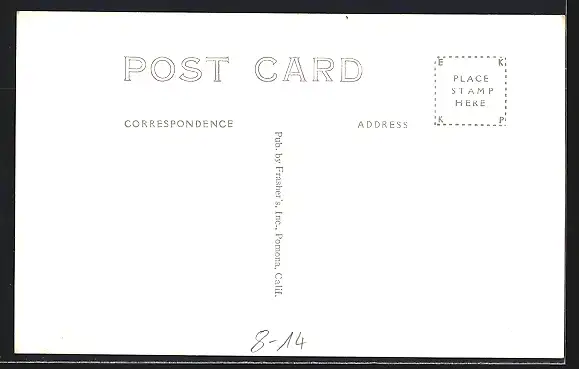 POST CARD
E K
PLACE
STAMP
HERE
K P
CORRESPONDENCE
ADDRESS
Pub. by Frasher's, Inc., Pomona, Calif.
8-14